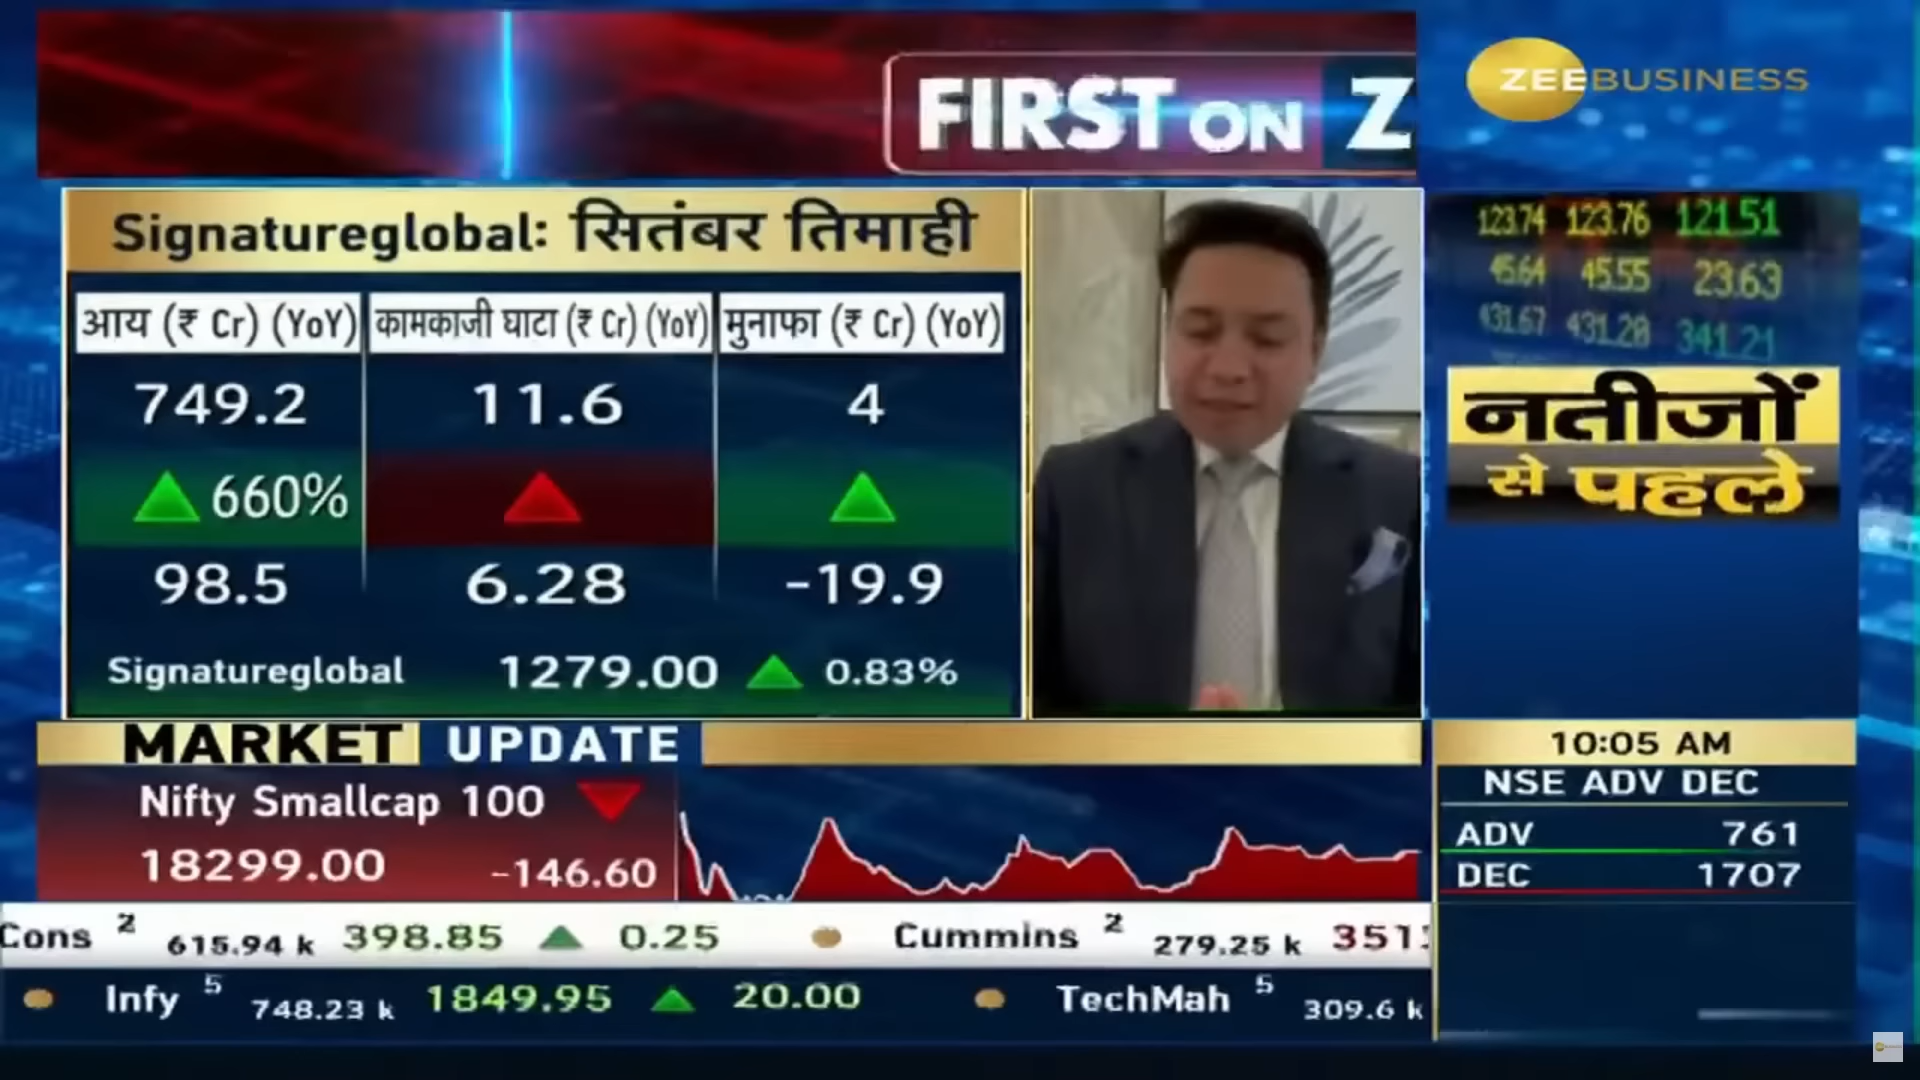 FIRST ON Z
ZEEBUSINESS
Signatureglobal: सितंबर तिमाही
आय (₹ Cr) (YoY) कामकाजी घाटा (₹ Cr) (YoY) मुनाफा (₹ Cr) (YoY)
749.2 11.6 4
660%
98.5 6.28 -19.9
Signatureglobal 1279.00 0.83%
123.74 123.76 121.51
45.64 45.55 23.63
431.67 431.20 341.21
नतीजों
से पहले
MARKET UPDATE
Nifty Smallcap 100
18299.00 -146.60
10:05 AM
NSE ADV DEC
ADV 761
DEC 1707
Cons 2 615.94 k 398.85 0.25 Cummins 2 279.25 k 351
Infy 5 748.23 k 1849.95 20.00 TechMah 5 309.6 k